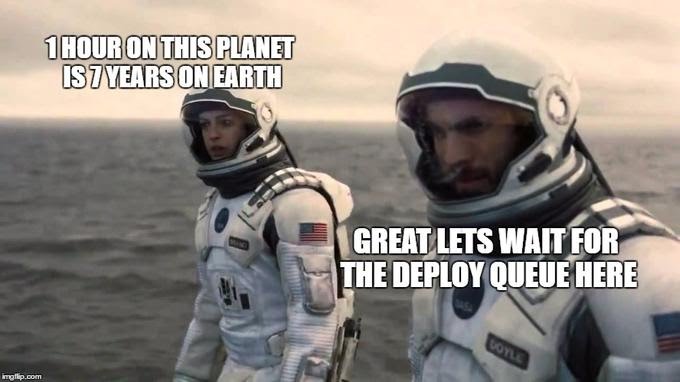 1 HOUR ON THIS PLANET
IS 7 YEARS ON EARTH
GREAT LETS WAIT FOR
THE DEPLOY QUEUE HERE
NASA
DOYLE
imgflip.com